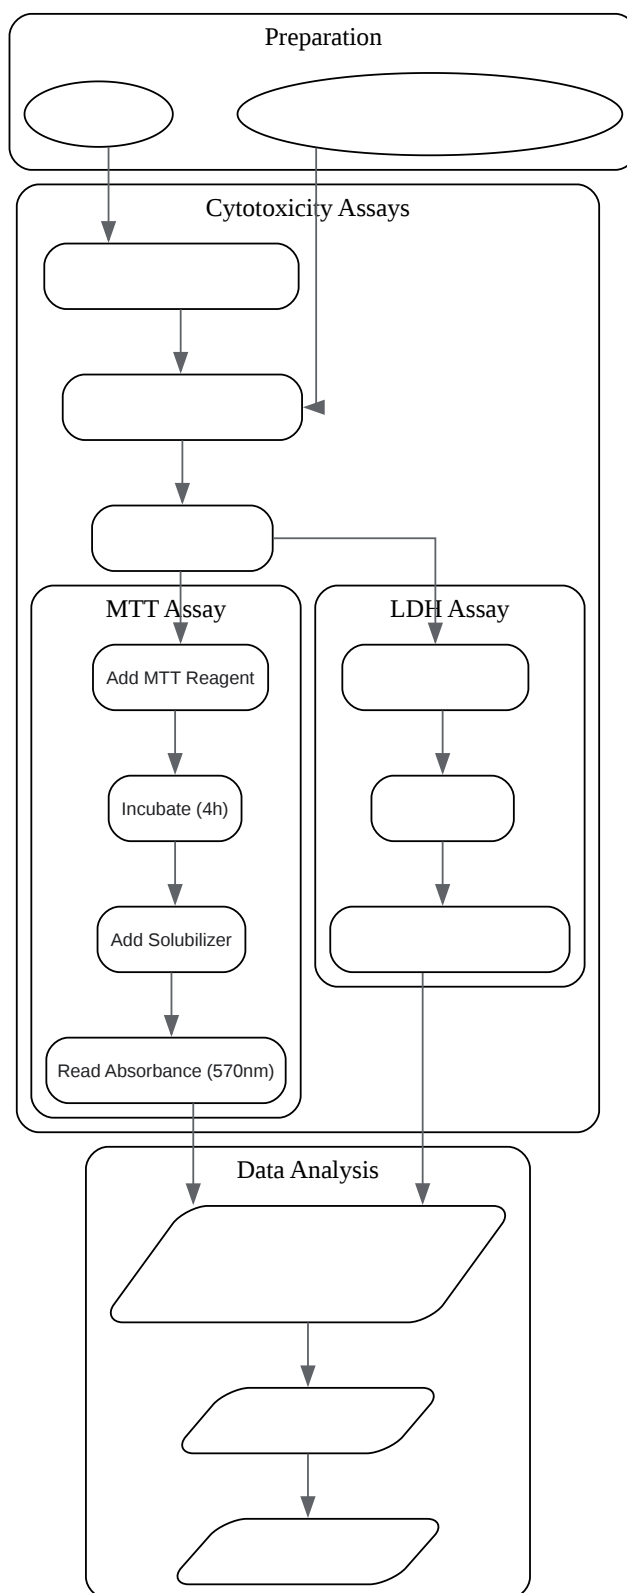 Preparation
Cytotoxicity Assays
MTT Assay
LDH Assay
Add MTT Reagent
Incubate (4h)
Add Solubilizer
Read Absorbance (570nm)
Data Analysis